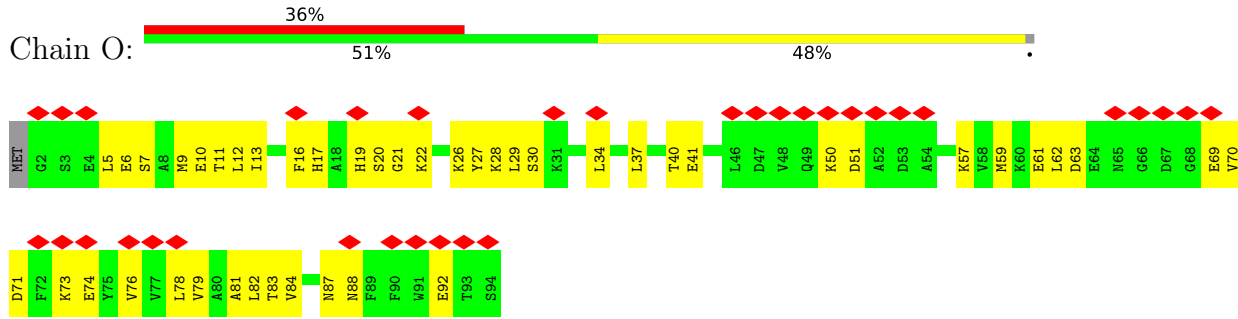 36%
Chain O:
51% 48% .
MET G2 S3 E4 L5 E6 S7 A8 M9 E10 T11 L12 I13 F16 H17 A18 H19 S20 G21 K22 K26 Y27 K28 L29 S30 K31 L34 L37 T40 E41 L46 D47 V48 Q49 K50 D51 A52 D53 A54 K57 V58 M59 K60 E61 L62 D63 E64 N65 G66 D67 G68 E69 V70
D71 F72 K73 E74 Y75 V76 V77 L78 V79 A80 A81 L82 T83 V84 N87 N88 F89 F90 W91 E92 T93 S94